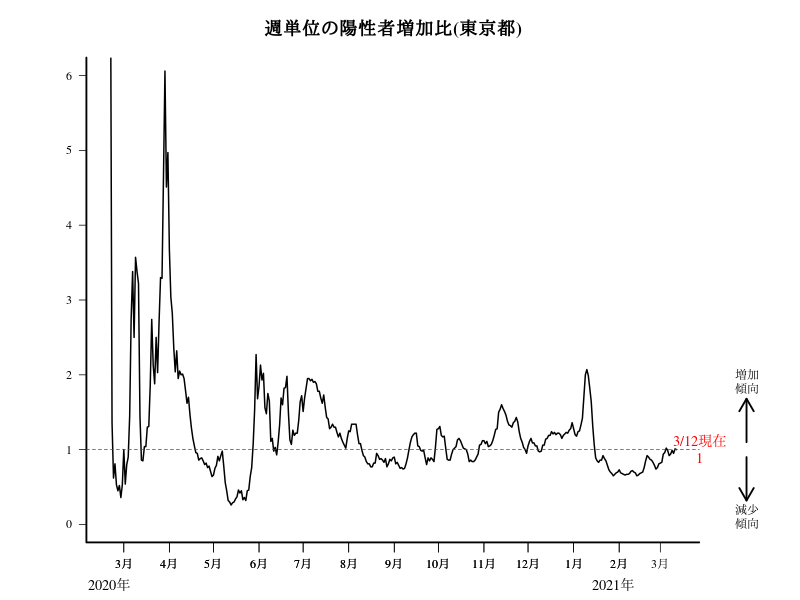 週単位の陽性者増加比(東京都)
6
5
4
3
2
1
0
3/12現在
1
増加
傾向
減少
傾向
3月 4月 5月 6月 7月 8月 9月 10月 11月 12月 1月 2月 3月
2020年 2021年